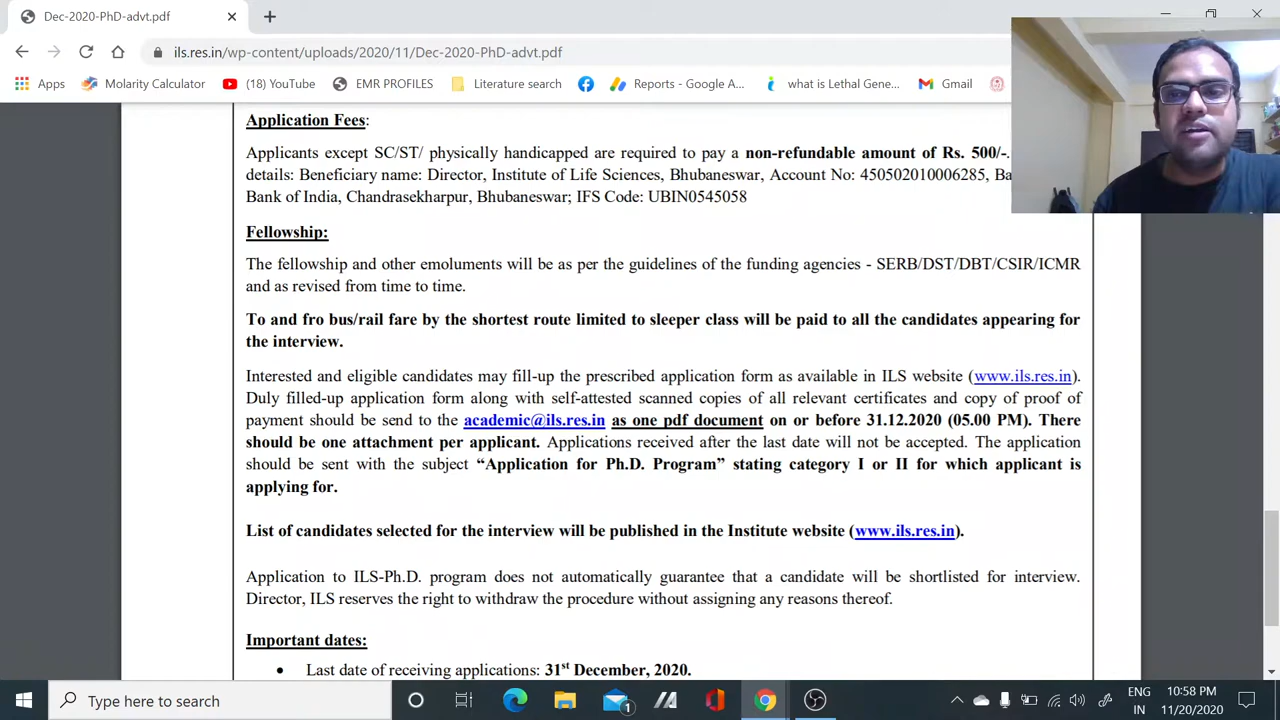 Dec-2020-PhD-advt.pdf
ils.res.in/wp-content/uploads/2020/11/Dec-2020-PhD-advt.pdf
Apps Molarity Calculator (18) YouTube EMR PROFILES Literature search Reports - Google A... what is Lethal Gene... Gmail
Application Fees:
Applicants except SC/ST/ physically handicapped are required to pay a non-refundable amount of Rs. 500/-.
details: Beneficiary name: Director, Institute of Life Sciences, Bhubaneswar, Account No: 450502010006285, Ba
Bank of India, Chandrasekharpur, Bhubaneswar; IFS Code: UBIN0545058
Fellowship:
The fellowship and other emoluments will be as per the guidelines of the funding agencies - SERB/DST/DBT/CSIR/ICMR
and as revised from time to time.
To and fro bus/rail fare by the shortest route limited to sleeper class will be paid to all the candidates appearing for
the interview.
Interested and eligible candidates may fill-up the prescribed application form as available in ILS website (www.ils.res.in).
Duly filled-up application form along with self-attested scanned copies of all relevant certificates and copy of proof of
payment should be send to the academic@ils.res.in as one pdf document on or before 31.12.2020 (05.00 PM). There
should be one attachment per applicant. Applications received after the last date will not be accepted. The application
should be sent with the subject “Application for Ph.D. Program” stating category I or II for which applicant is
applying for.
List of candidates selected for the interview will be published in the Institute website (www.ils.res.in).
Application to ILS-Ph.D. program does not automatically guarantee that a candidate will be shortlisted for interview.
Director, ILS reserves the right to withdraw the procedure without assigning any reasons thereof.
Important dates:
• Last date of receiving applications: 31st December, 2020.
Type here to search
1
ENG 10:58 PM
IN 11/20/2020